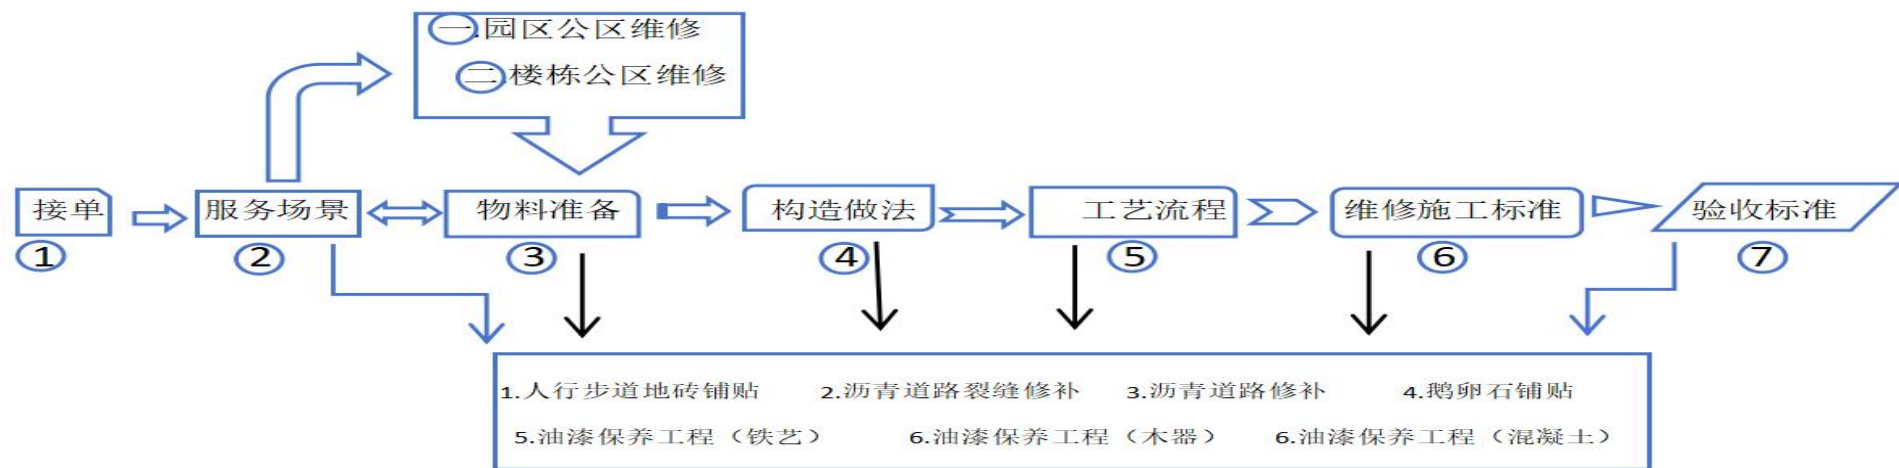 一.园区公区维修
二.楼栋公区维修
接单 服务场景 物料准备 构造做法 工艺流程 维修施工标准 验收标准
① ② ③ ④ ⑤ ⑥ ⑦
1.人行步道地砖铺贴 2.沥青道路裂缝修补 3.沥青道路修补 4.鹅卵石铺贴
5.油漆保养工程（铁艺） 6.油漆保养工程（木器） 6.油漆保养工程（混凝土）